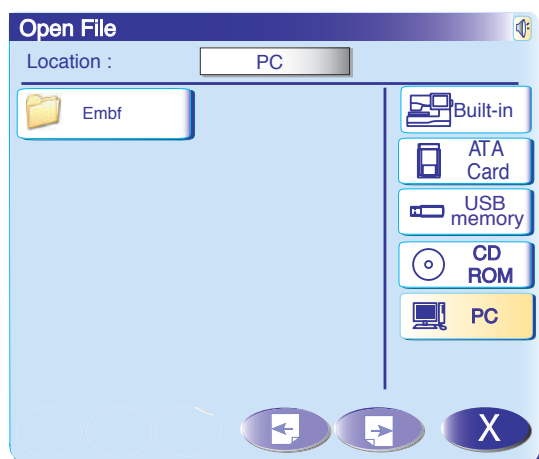 Open File
Location :
PC
Embf
Built-in
ATA
Card
USB
memory
CD
ROM
PC
X